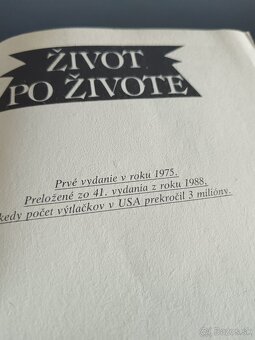 ŽIVOT
PO ŽIVOTE
Prvé vydanie v roku 1975.
Preložené zo 41. vydania z roku 1988.
kedy počet výtlačkov v USA prekročil 3 milióny.
bazos.sk